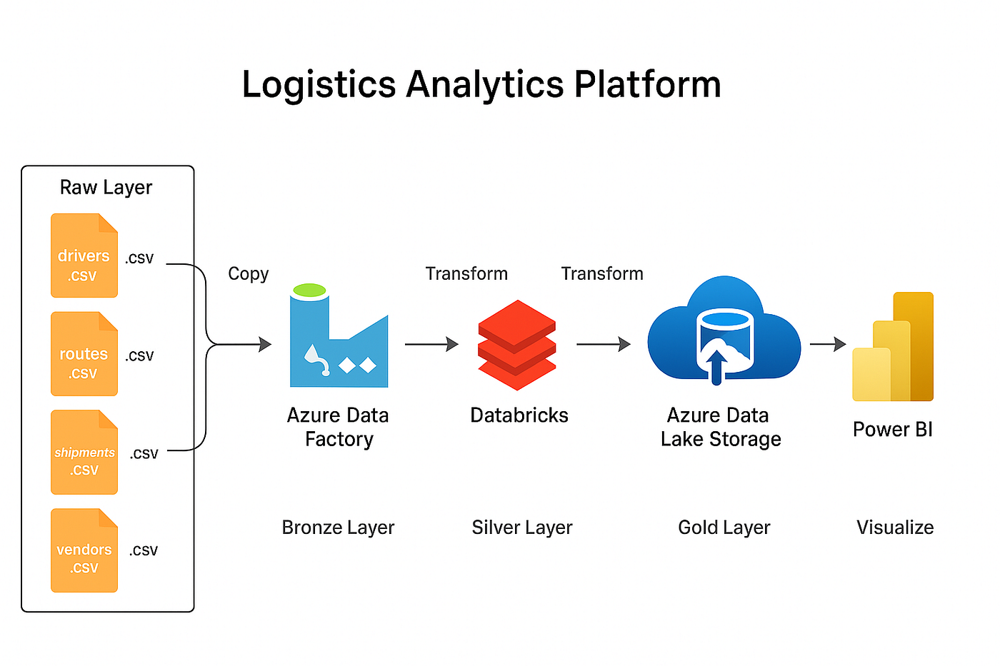 Logistics Analytics Platform
Raw Layer
drivers
.csv
.csv
routes
.csv
.csv
shipments
.csv
.csv
vendors
.csv
.csv
Copy
Transform
Transform
Azure Data
Factory
Databricks
Azure Data
Lake Storage
Power BI
Bronze Layer
Silver Layer
Gold Layer
Visualize